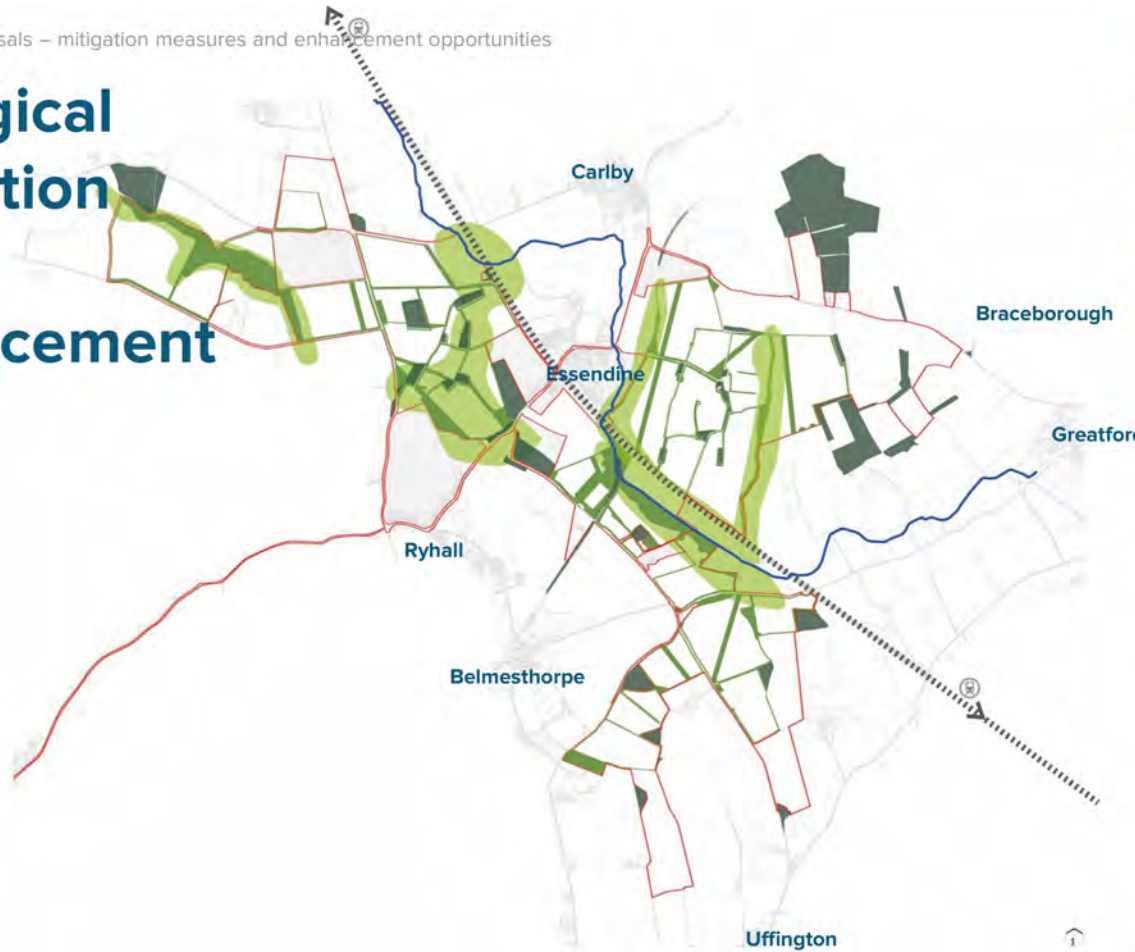 sals – mitigation measures and enhancement opportunities
gical
tion
cement
Carlby
Braceborough
Essendine
Greatford
Ryhall
Belmesthorpe
Uffington